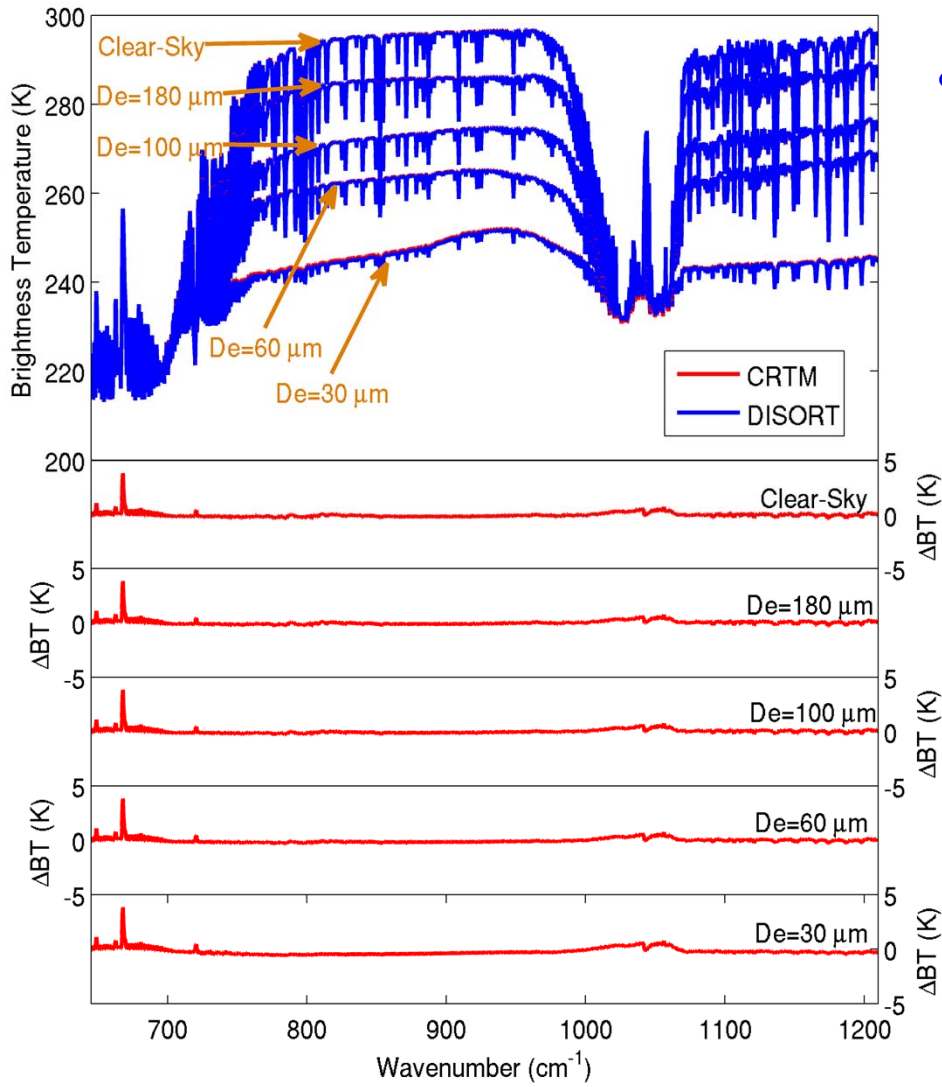 300
280
260
240
220
200
Brightness Temperature (K)
Clear-Sky
De=180 μm
De=100 μm
De=60 μm
De=30 μm
CRTM
DISORT
5
0
-5
ΔBT (K)
Clear-Sky
5
0
-5
ΔBT (K)
De=180 μm
5
0
-5
ΔBT (K)
De=100 μm
5
0
-5
ΔBT (K)
De=60 μm
5
0
-5
ΔBT (K)
De=30 μm
700 800 900 1000 1100 1200
Wavenumber (cm⁻¹)